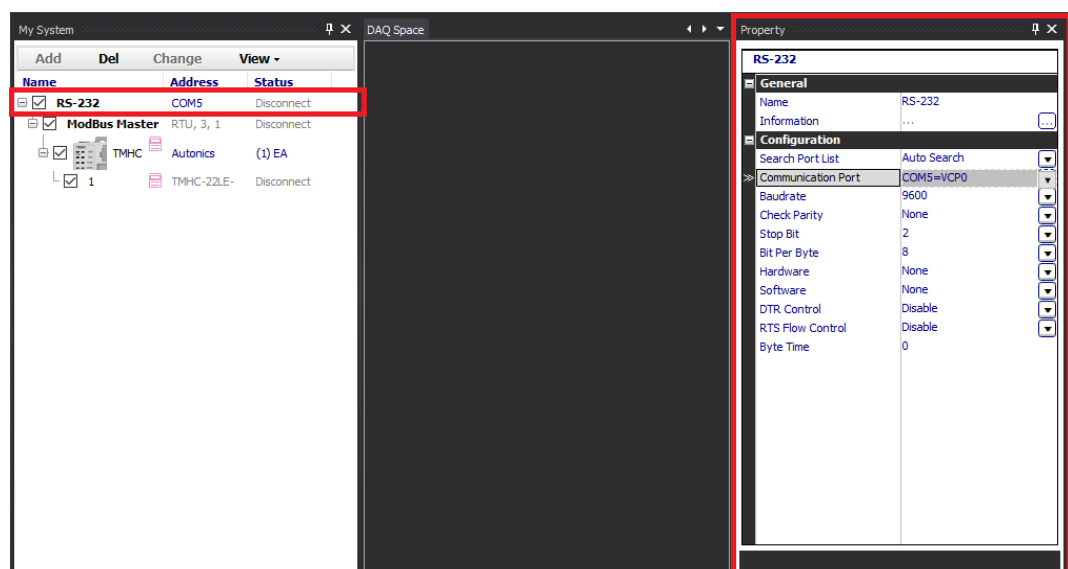 My System
Add Del Change View
Name Address Status
RS-232 COM5 Disconnect
ModBus Master RTU, 3, 1 Disconnect
TMHC Autonics (1) EA
1 TMHC-22LE- Disconnect
DAQ Space
Property
RS-232
General
Name RS-232
Information ...
Configuration
Search Port List Auto Search
Communication Port COM5=VCP0
Baudrate 9600
Check Parity None
Stop Bit 2
Bit Per Byte 8
Hardware None
Software None
DTR Control Disable
RTS Flow Control Disable
Byte Time 0